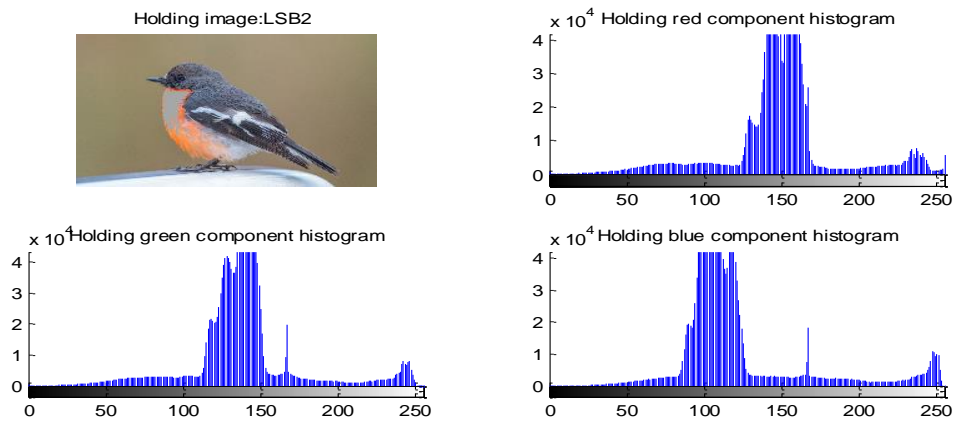 Holding image:LSB2
x 10^4 Holding red component histogram
4
3
2
1
0
0 50 100 150 200 250
x 10^4 Holding green component histogram
4
3
2
1
0
0 50 100 150 200 250
x 10^4 Holding blue component histogram
4
3
2
1
0
0 50 100 150 200 250